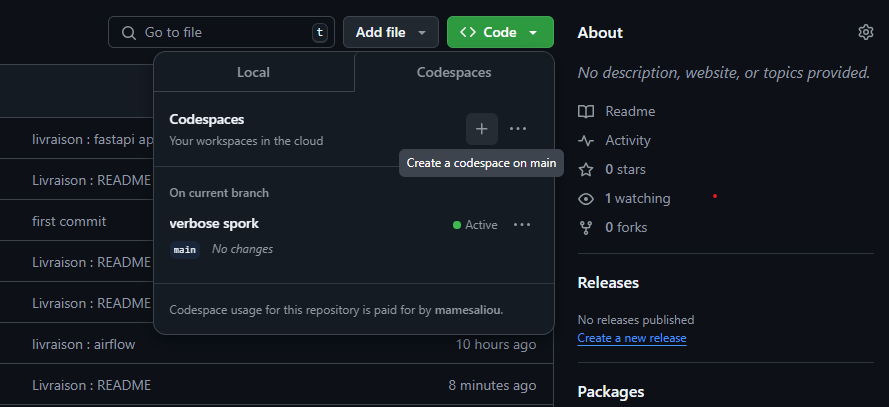 Go to file
t
Add file
Code
Local
Codespaces
Codespaces
Your workspaces in the cloud
Create a codespace on main
On current branch
verbose spork
Active
main
No changes
Codespace usage for this repository is paid for by mamesaliou.
livraison : fastapi ap
Livraison : README
first commit
Livraison : README
Livraison : README
livraison : airflow
10 hours ago
Livraison : README
8 minutes ago
About
No description, website, or topics provided.
Readme
Activity
0 stars
1 watching
0 forks
Releases
No releases published
Create a new release
Packages